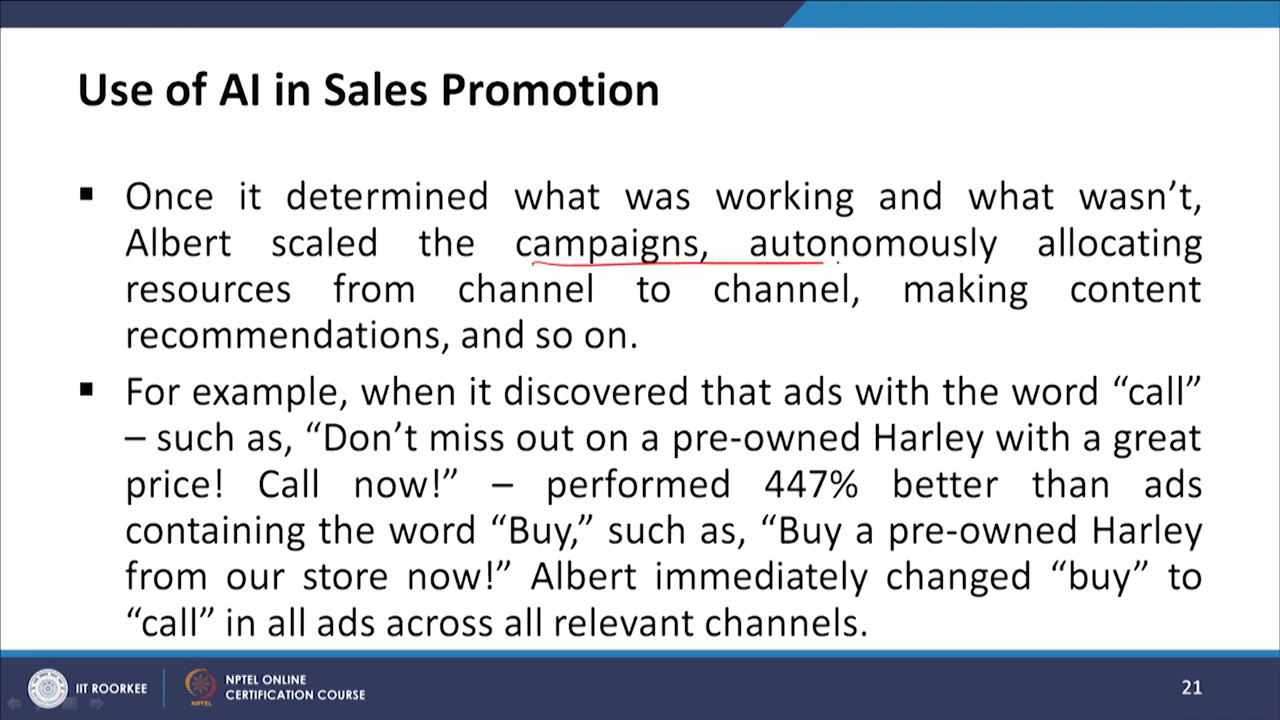 Use of AI in Sales Promotion
▪ Once it determined what was working and what wasn’t,
Albert scaled the campaigns, autonomously allocating
resources from channel to channel, making content
recommendations, and so on.
▪ For example, when it discovered that ads with the word “call”
– such as, “Don’t miss out on a pre-owned Harley with a great
price! Call now!” – performed 447% better than ads
containing the word “Buy,” such as, “Buy a pre-owned Harley
from our store now!” Albert immediately changed “buy” to
“call” in all ads across all relevant channels.
IIT ROORKEE
NPTEL
NPTEL ONLINE
CERTIFICATION COURSE
21